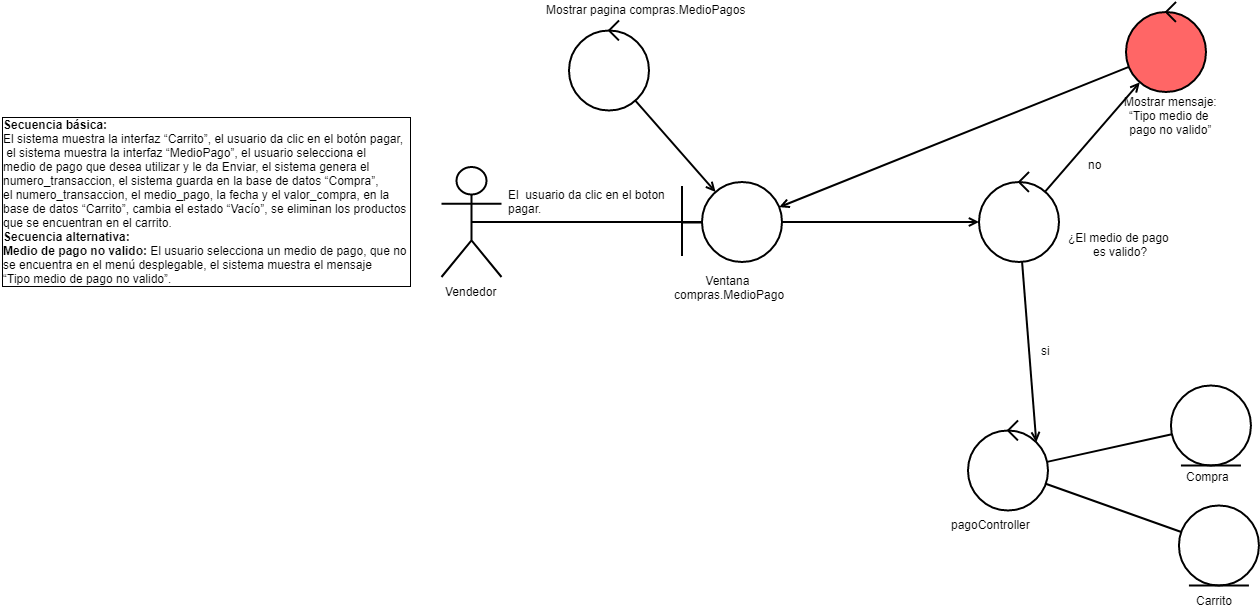 Mostrar pagina compras.MedioPagos
Secuencia básica:
El sistema muestra la interfaz “Carrito”, el usuario da clic en el botón pagar,
el sistema muestra la interfaz “MedioPago”, el usuario selecciona el
medio de pago que desea utilizar y le da Enviar, el sistema genera el
numero_transaccion, el sistema guarda en la base de datos “Compra”,
el numero_transaccion, el medio_pago, la fecha y el valor_compra, en la
base de datos “Carrito”, cambia el estado “Vacío”, se eliminan los productos
que se encuentran en el carrito.
Secuencia alternativa:
Medio de pago no valido: El usuario selecciona un medio de pago, que no
se encuentra en el menú desplegable, el sistema muestra el mensaje
“Tipo medio de pago no valido”.
Vendedor
El  usuario da clic en el boton
pagar.
Ventana
compras.MedioPago
Mostrar mensaje:
“Tipo medio de
pago no valido”
no
¿El medio de pago
es valido?
si
pagoController
Compra
Carrito